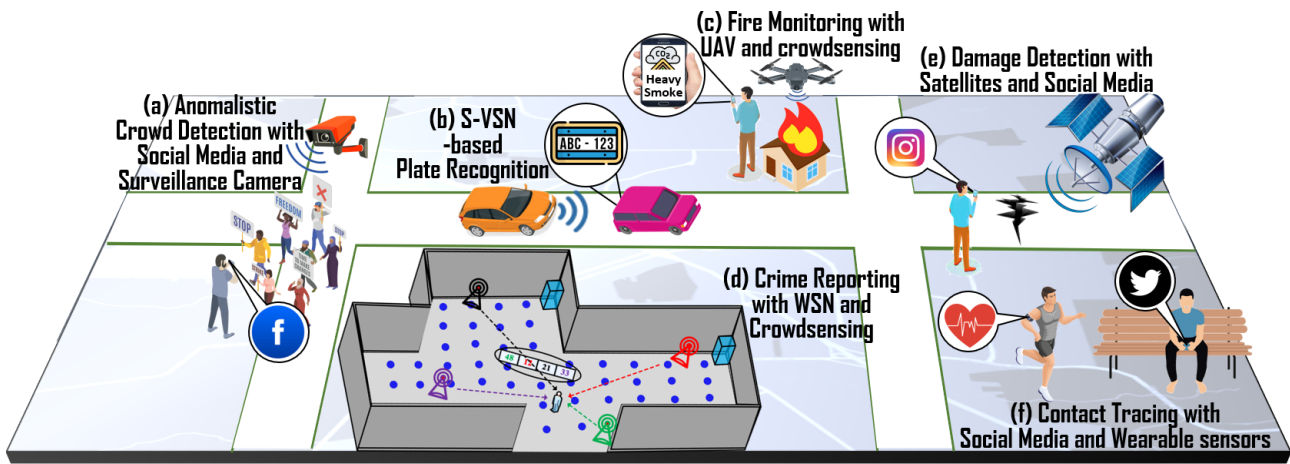 (a) Anomalistic
Crowd Detection with
Social Media and
Surveillance Camera
(b) S-VSN
-based
Plate Recognition
ABC - 123
(c) Fire Monitoring with
UAV and crowdsensing
CO2
Heavy
Smoke
(e) Damage Detection with
Satellites and Social Media
FREEDOM
STOP
STOP
(d) Crime Reporting
with WSN and
Crowdsensing
48
21
33
f
(f) Contact Tracing with
Social Media and Wearable sensors